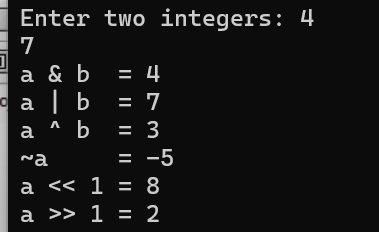 Enter two integers: 4
7
a & b  = 4
a | b  = 7
a ^ b  = 3
~a     = -5
a << 1 = 8
a >> 1 = 2